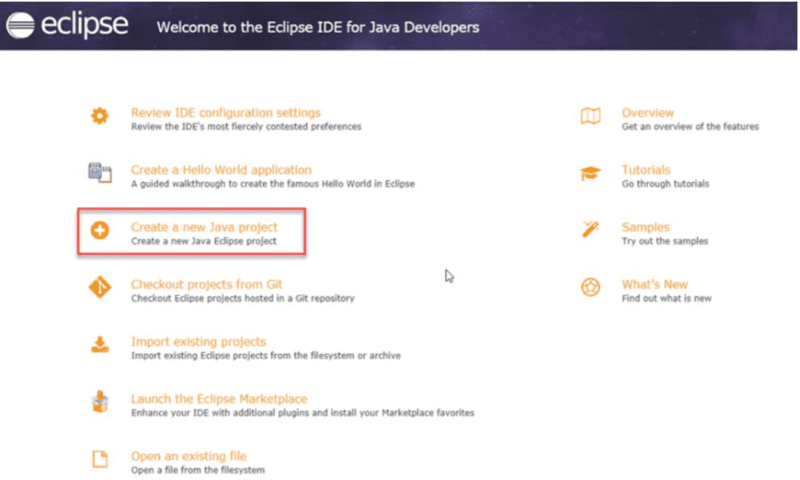 eclipse
Welcome to the Eclipse IDE for Java Developers
Review IDE configuration settings
Review the IDE's most fiercely contested preferences
Create a Hello World application
A guided walkthrough to create the famous Hello World in Eclipse
Create a new Java project
Create a new Java Eclipse project
Checkout projects from Git
Checkout Eclipse projects hosted in a Git repository
Import existing projects
Import existing Eclipse projects from the filesystem or archive
Launch the Eclipse Marketplace
Enhance your IDE with additional plugins and install your Marketplace favorites
Open an existing file
Open a file from the filesystem
Overview
Get an overview of the features
Tutorials
Go through tutorials
Samples
Try out the samples
What's New
Find out what is new